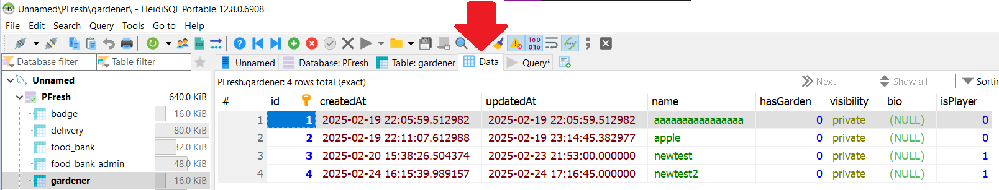 Unnamed\PFresh\gardener\ - HeidiSQL Portable 12.8.0.6908
File Edit Search Query Tools Go to Help
Database filter Table filter Unnamed Database: PFresh Table: gardener Data Query*
Unnamed
PFresh 640.0 KiB
badge 16.0 KiB
delivery 80.0 KiB
food_bank 32.0 KiB
food_bank_admin 48.0 KiB
gardener 16.0 KiB
PFresh.gardener: 4 rows total (exact) Next Show all Sortin
# id createdAt updatedAt name hasGarden visibility bio isPlayer
1 1 2025-02-19 22:05:59.512982 2025-02-19 22:05:59.512982 aaaaaaaaaaaaaaaa 0 private (NULL) 0
2 2 2025-02-19 22:11:07.612988 2025-02-19 23:14:45.382977 apple 0 private (NULL) 0
3 3 2025-02-20 15:38:26.504374 2025-02-23 21:53:00.000000 newtest 0 private (NULL) 1
4 4 2025-02-24 16:15:39.989157 2025-02-24 17:16:45.000000 newtest2 0 private (NULL) 1